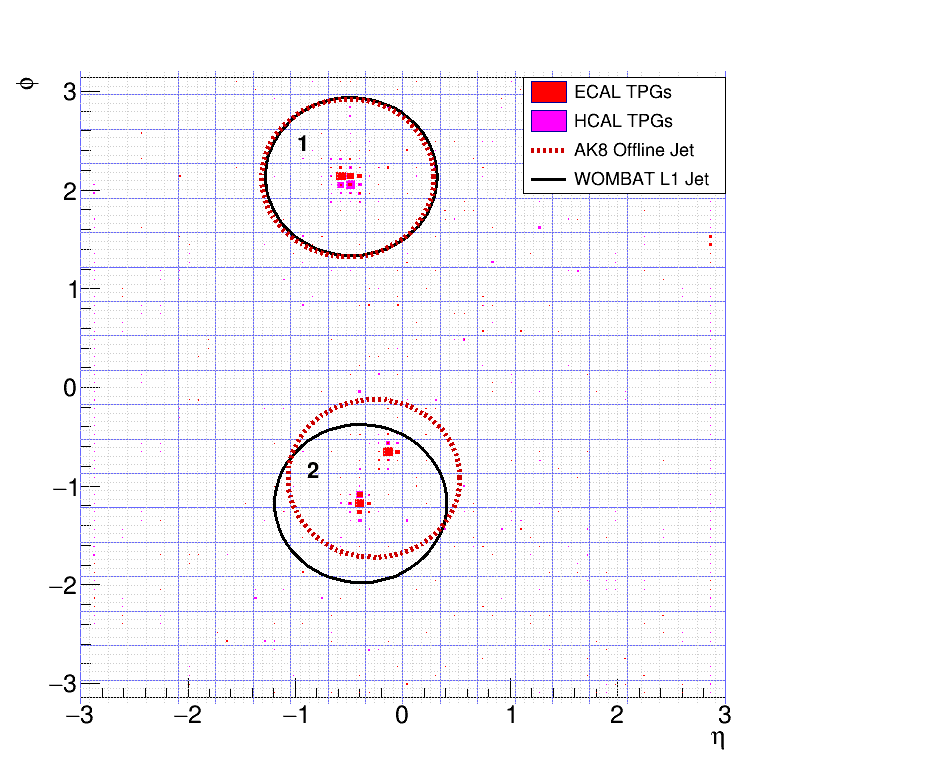 φ
3
2
1
0
−1
−2
−3
1
2
ECAL TPGs
HCAL TPGs
AK8 Offline Jet
WOMBAT L1 Jet
−3 −2 −1 0 1 2 3
η